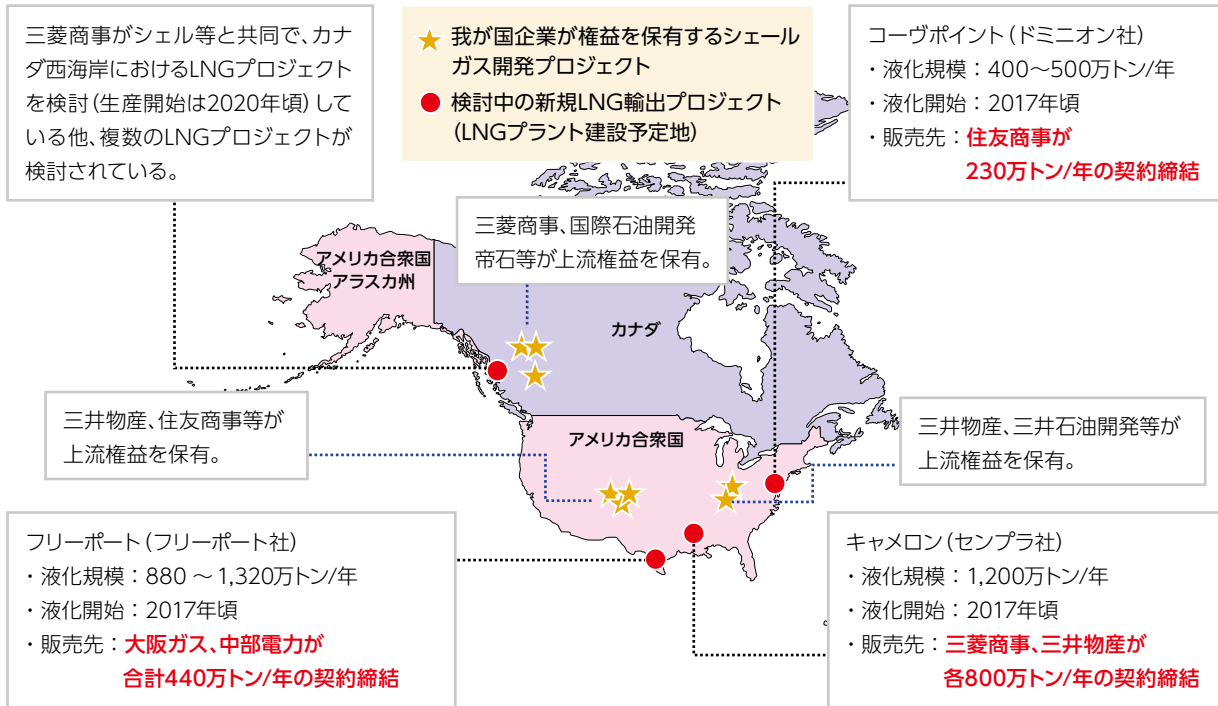 三菱商事がシェル等と共同で、カナ
ダ西海岸におけるLNGプロジェクト
を検討(生産開始は2020年頃)して
いる他、複数のLNGプロジェクトが
検討されている。
我が国企業が権益を保有するシェール
ガス開発プロジェクト
検討中の新規LNG輸出プロジェクト
(LNGプラント建設予定地)
コーヴポイント(ドミニオン社)
・液化規模:400~500万トン/年
・液化開始:2017年頃
・販売先:住友商事が
230万トン/年の契約締結
三菱商事、国際石油開発
帝石等が上流権益を保有。
アメリカ合衆国
アラスカ州
カナダ
三井物産、住友商事等が
上流権益を保有。
アメリカ合衆国
三井物産、三井石油開発等が
上流権益を保有。
フリーポート(フリーポート社)
・液化規模:880 ~ 1,320万トン/年
・液化開始:2017年頃
・販売先:大阪ガス、中部電力が
合計440万トン/年の契約締結
キャメロン(センプラ社)
・液化規模:1,200万トン/年
・液化開始:2017年頃
・販売先:三菱商事、三井物産が
各800万トン/年の契約締結